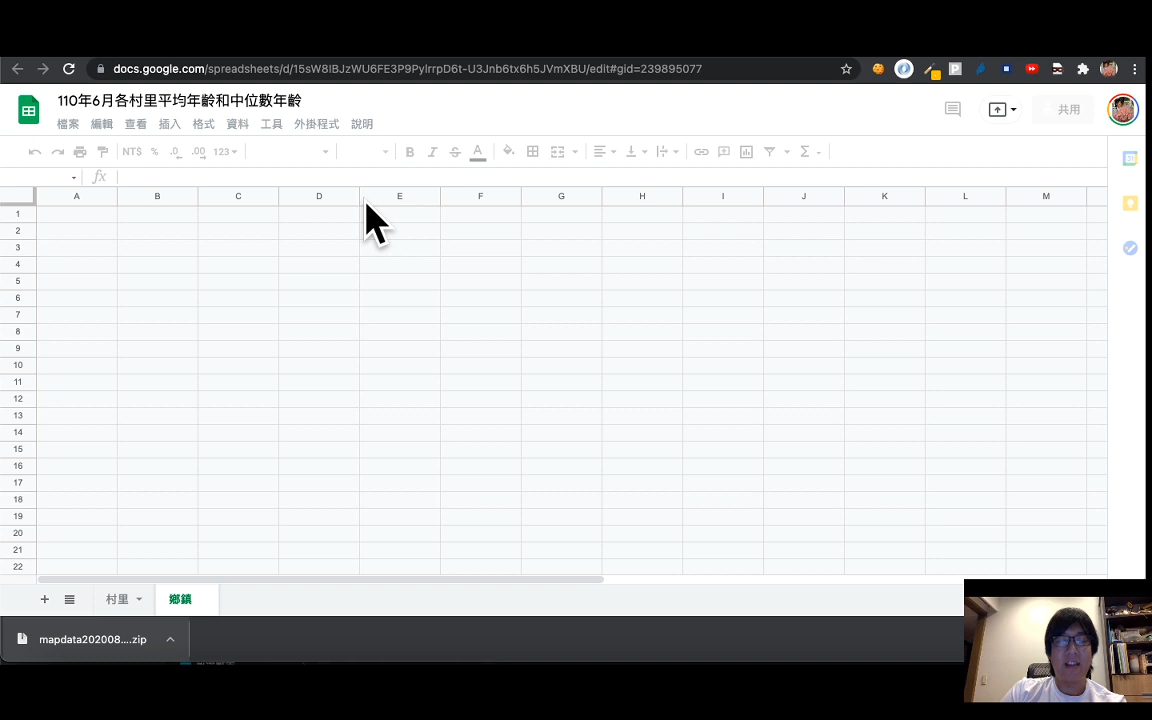 docs.google.com/spreadsheets/d/15sW8IBJzWU6FE3P9PylrrpD6t-U3Jnb6tx6h5JVmXBU/edit#gid=239895077
110年6月各村里平均年齡和中位數年齡
檔案 編輯 查看 插入 格式 資料 工具 外掛程式 說明
共用
NT$ % .0 .00 123 B I S A Σ
fx
A B C D E F G H I J K L M
1
2
3
4
5
6
7
8
9
10
11
12
13
14
15
16
17
18
19
20
21
22
村里 鄉鎮
mapdata202008....zip